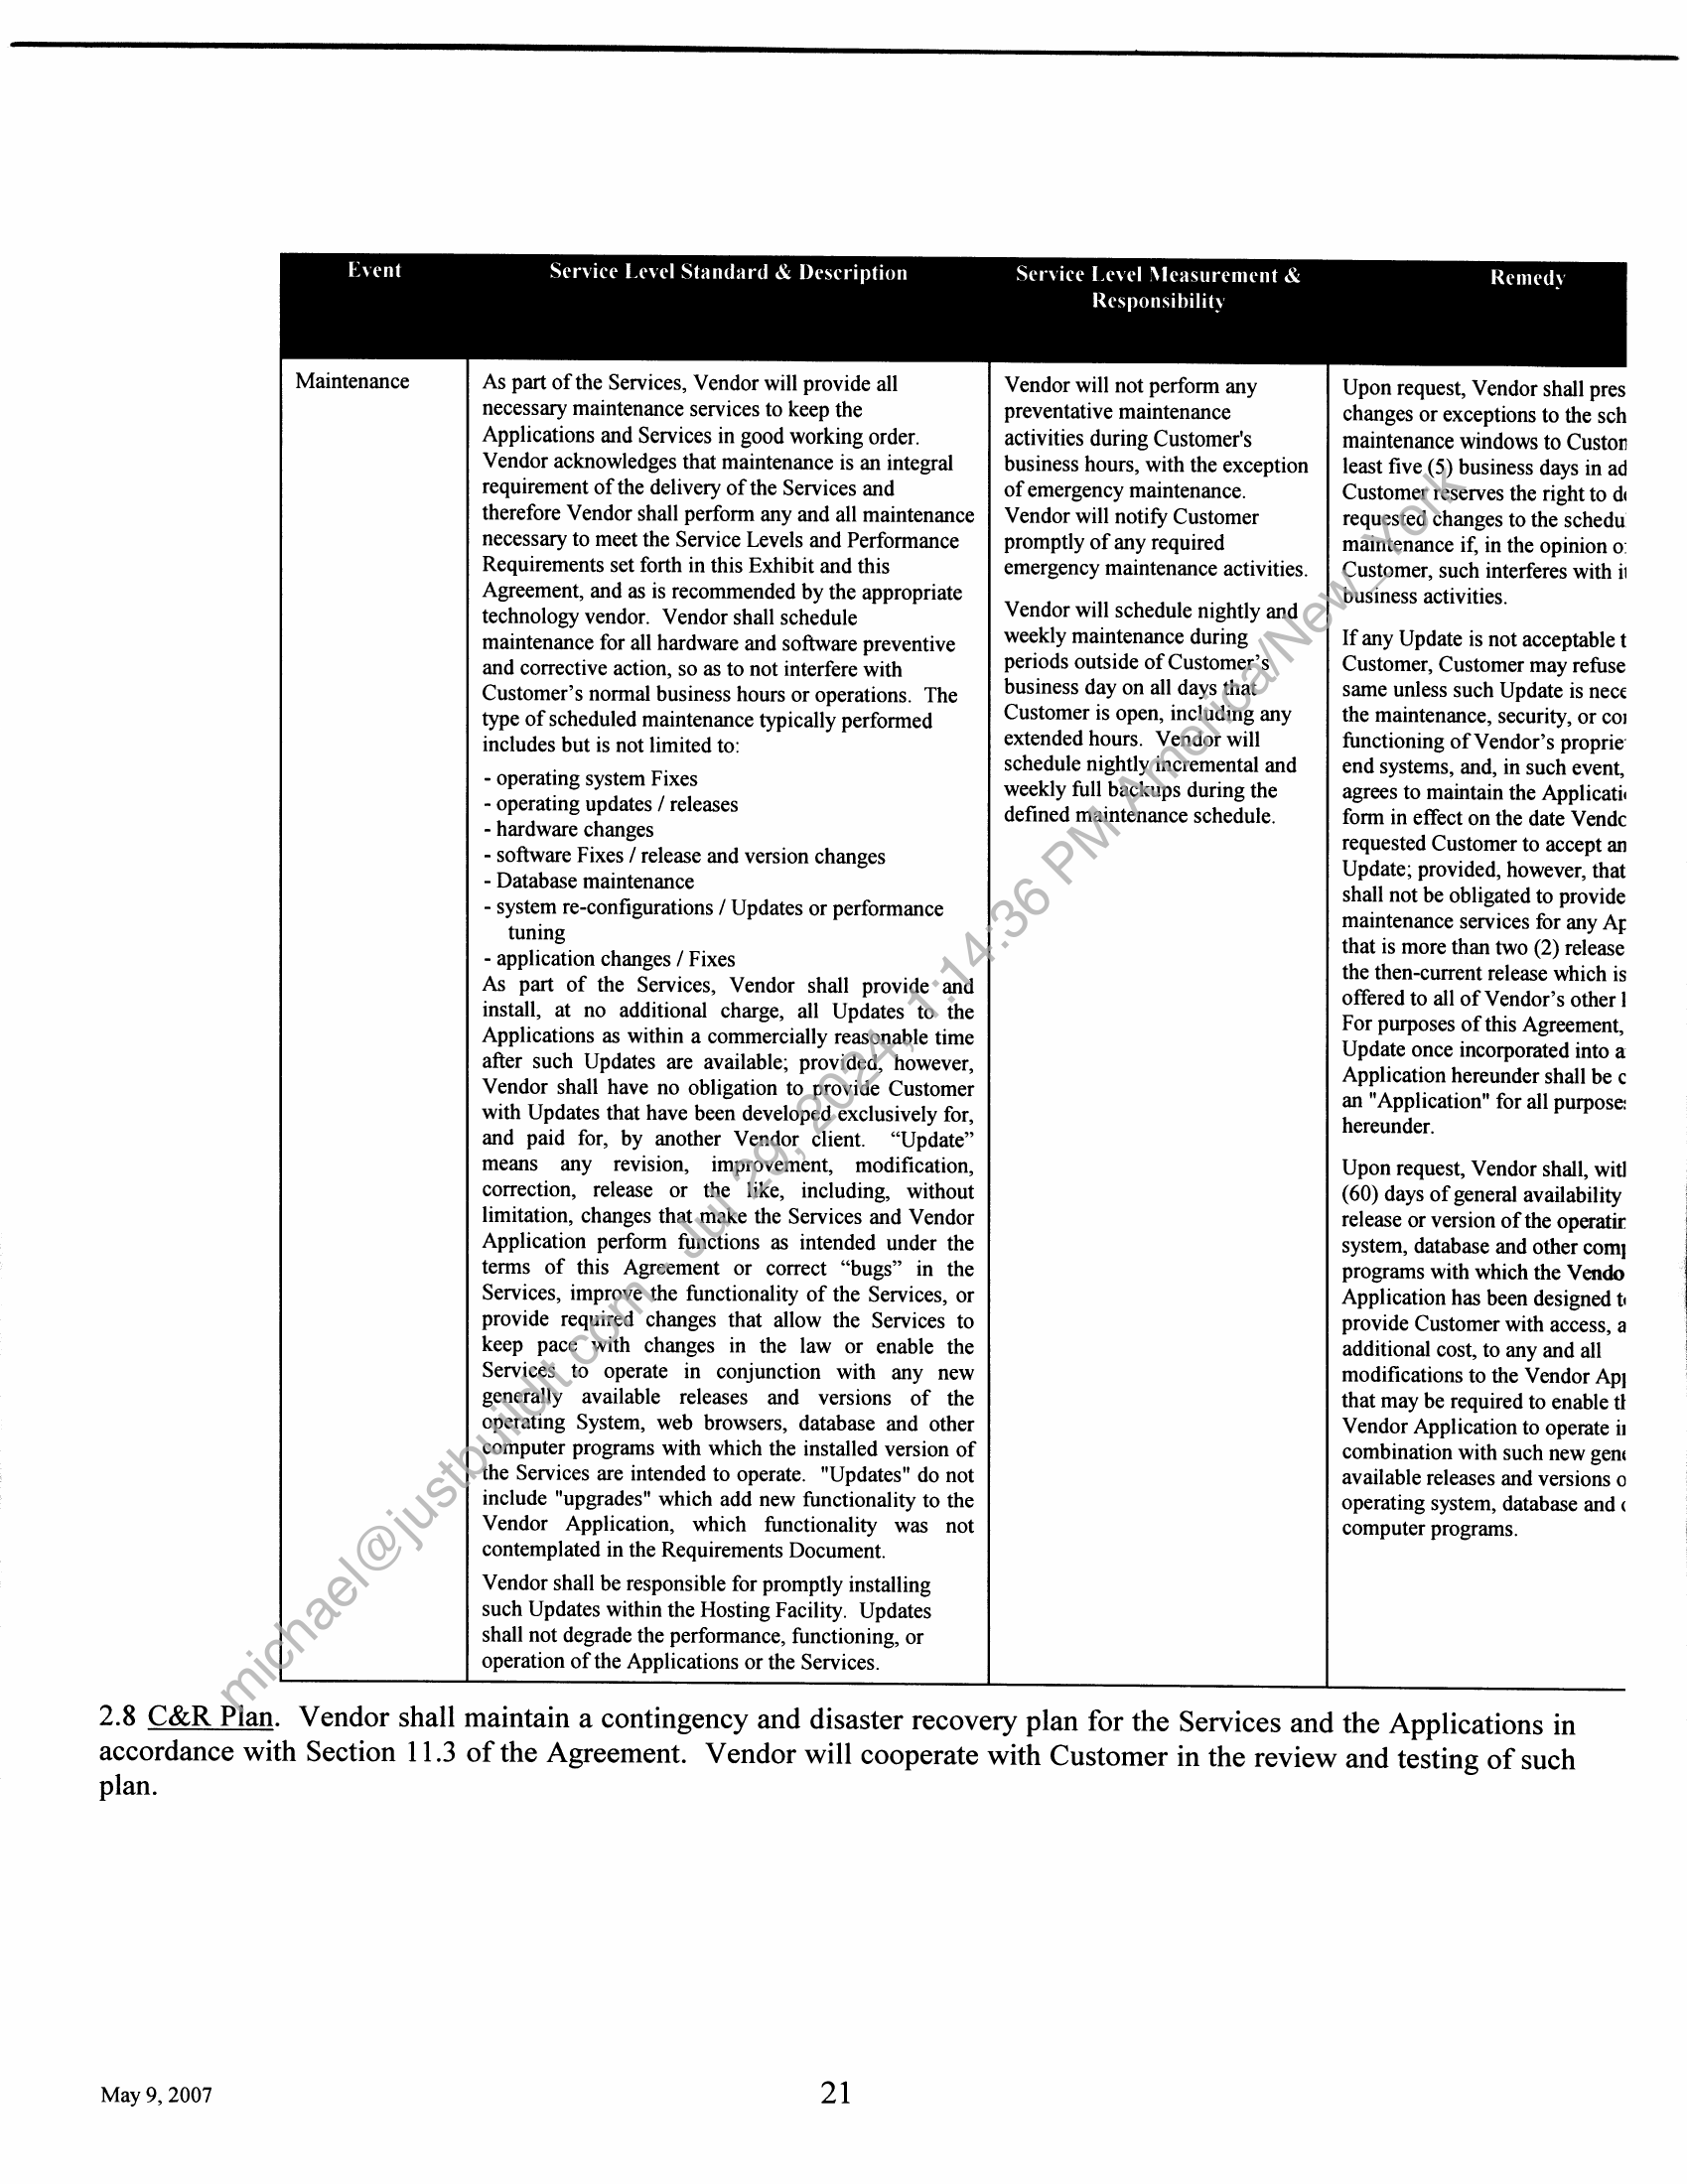 Event
Service Level Standard & Description
Service Level Measurement &
Responsibility
Remedy
Maintenance
As part of the Services, Vendor will provide all
necessary maintenance services to keep the
Applications and Services in good working order.
Vendor acknowledges that maintenance is an integral
requirement of the delivery of the Services and
therefore Vendor shall perform any and all maintenance
necessary to meet the Service Levels and Performance
Requirements set forth in this Exhibit and this
Agreement, and as is recommended by the appropriate
technology vendor. Vendor shall schedule
maintenance for all hardware and software preventive
and corrective action, so as to not interfere with
Customer’s normal business hours or operations. The
type of scheduled maintenance typically performed
includes but is not limited to:
- operating system Fixes
- operating updates / releases
- hardware changes
- software Fixes / release and version changes
- Database maintenance
- system re-configurations / Updates or performance
tuning
- application changes / Fixes
As part of the Services, Vendor shall provide and
install, at no additional charge, all Updates to the
Applications as within a commercially reasonable time
after such Updates are available; provided, however,
Vendor shall have no obligation to provide Customer
with Updates that have been developed exclusively for,
and paid for, by another Vendor client. “Update”
means any revision, improvement, modification,
correction, release or the like, including, without
limitation, changes that make the Services and Vendor
Application perform functions as intended under the
terms of this Agreement or correct “bugs” in the
Services, improve the functionality of the Services, or
provide required changes that allow the Services to
keep pace with changes in the law or enable the
Services to operate in conjunction with any new
generally available releases and versions of the
operating System, web browsers, database and other
computer programs with which the installed version of
the Services are intended to operate. "Updates" do not
include "upgrades" which add new functionality to the
Vendor Application, which functionality was not
contemplated in the Requirements Document.
Vendor shall be responsible for promptly installing
such Updates within the Hosting Facility. Updates
shall not degrade the performance, functioning, or
operation of the Applications or the Services.
Vendor will not perform any
preventative maintenance
activities during Customer's
business hours, with the exception
of emergency maintenance.
Vendor will notify Customer
promptly of any required
emergency maintenance activities.
Vendor will schedule nightly and
weekly maintenance during
periods outside of Customer’s
business day on all days that
Customer is open, including any
extended hours. Vendor will
schedule nightly incremental and
weekly full backups during the
defined maintenance schedule.
Upon request, Vendor shall pres
changes or exceptions to the sch
maintenance windows to
least five (5) business days in ad
Customer reserves the right to
requested changes to the schedu
maintenance if, in the opinion
Customer, such interferes with
business activities.
If any Update is not acceptable t
Customer, Customer may refuse
same unless such Update is nece
the maintenance, security, or
functioning of Vendor’s proprie
end systems, and, in such event,
agrees to maintain the Applicati
form in effect on the date
requested Customer to accept an
Update; provided, however, that
shall not be obligated to provide
maintenance services for any
that is more than two (2) release
the then-current release which is
offered to all of Vendor’s other
For purposes of this Agreement,
Update once incorporated into a
Application hereunder shall be
an "Application" for all purpose
hereunder.
Upon request, Vendor shall,
(60) days of general availability
release or version of the
system, database and other
programs with which the Vendo
Application has been designed
provide Customer with access, a
additional cost, to any and all
modifications to the Vendor
that may be required to enable
Vendor Application to operate
combination with such new
available releases and versions o
operating system, database and
computer programs.
2.8 C&R Plan. Vendor shall maintain a contingency and disaster recovery plan for the Services and the Applications in
accordance with Section 11.3 of the Agreement. Vendor will cooperate with Customer in the review and testing of such
plan.
michael@justbuildit.com - Jul 29, 2024, 1:14:36 PM America/New_York
May 9, 2007
21